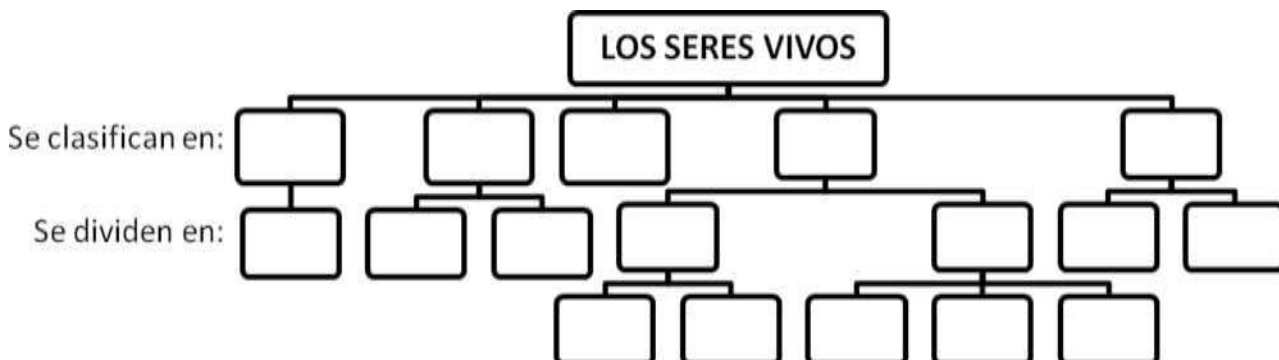 LOS SERES VIVOS
Se clasifican en:
Se dividen en: